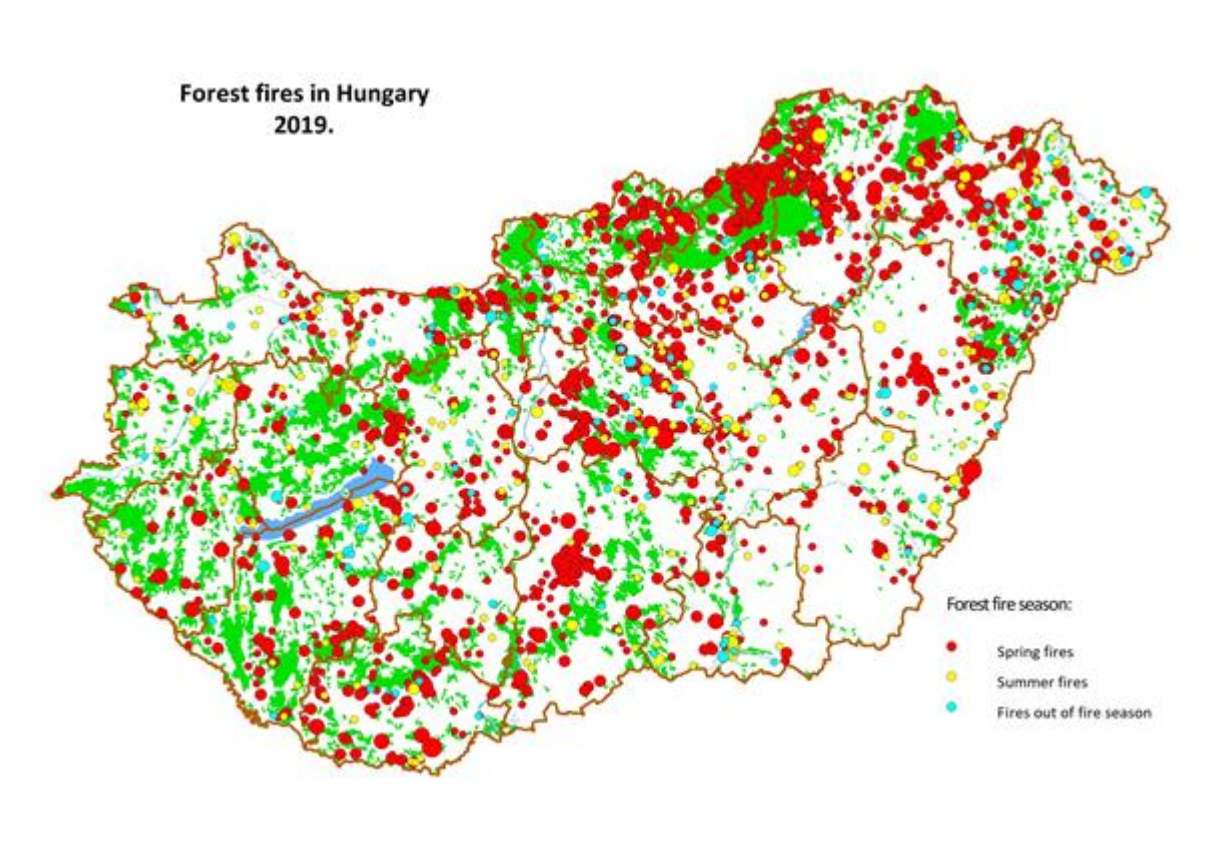 Forest fires in Hungary
2019.
Forest fire season:
Spring fires
Summer fires
Fires out of fire season